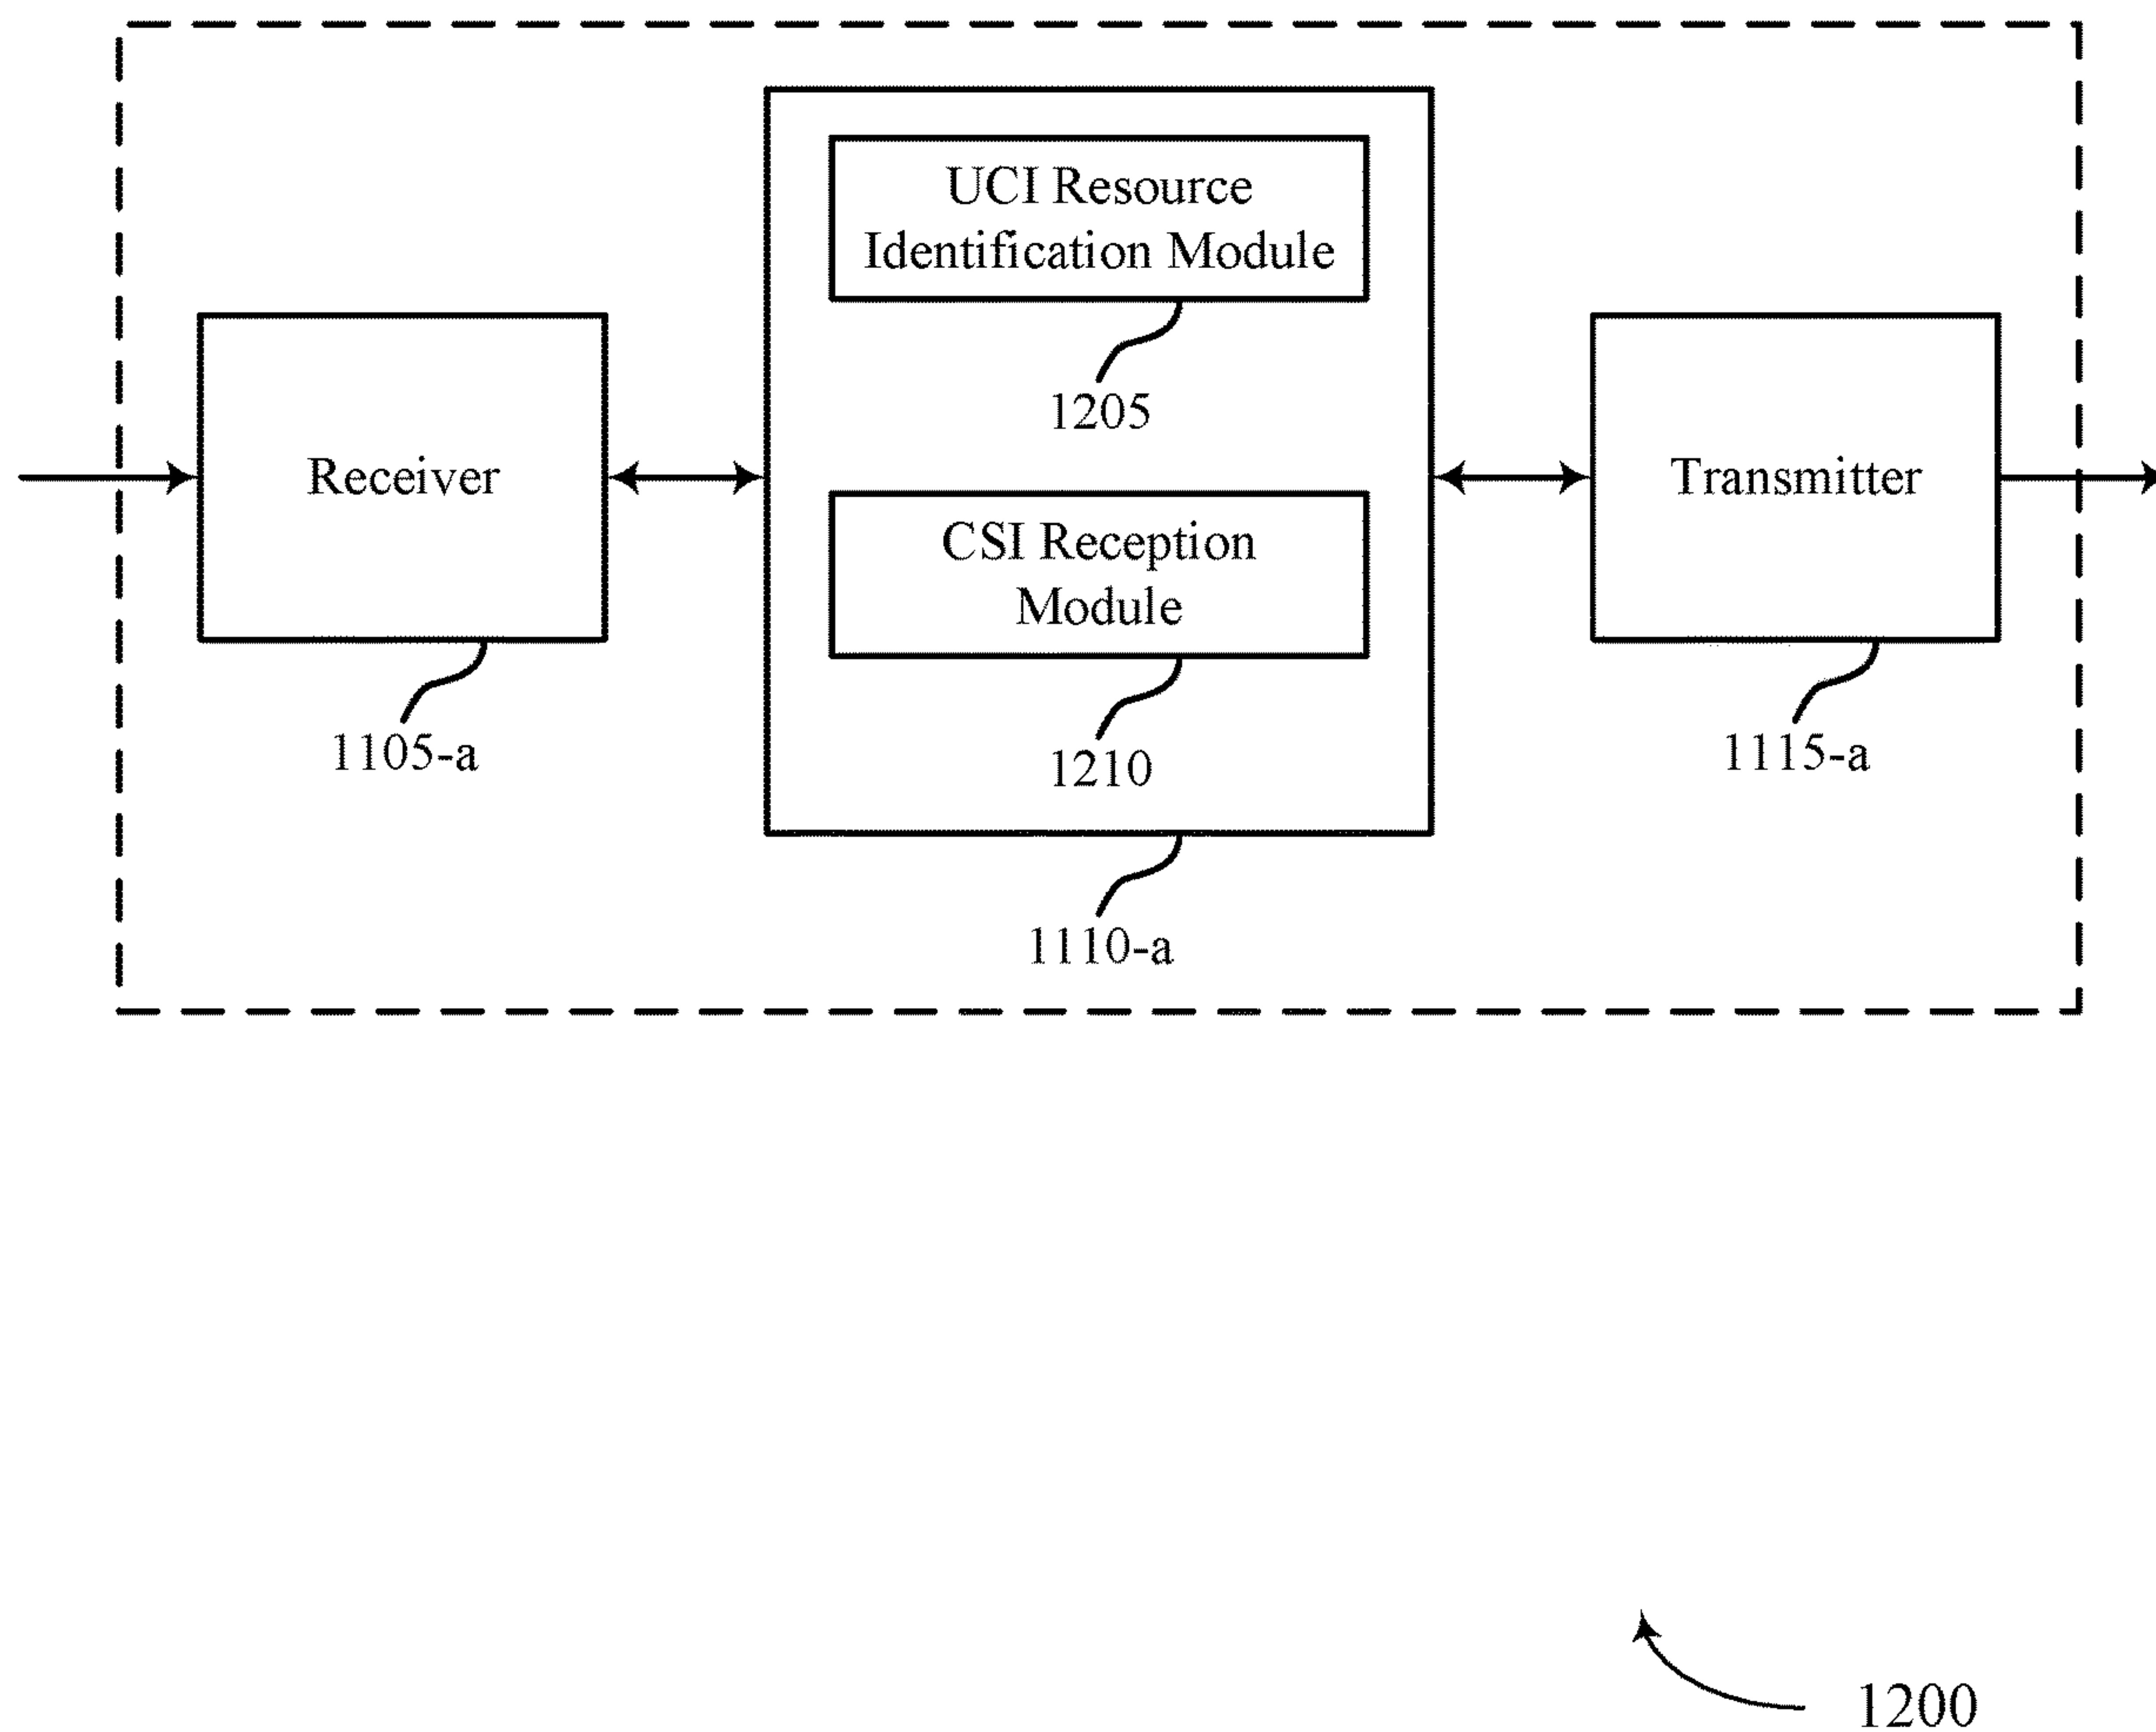 UCI Resource
Identification Module
1205
Receiver
1105-a
CSI Reception
Module
1210
1110-a
Transmitter
1115-a
1200